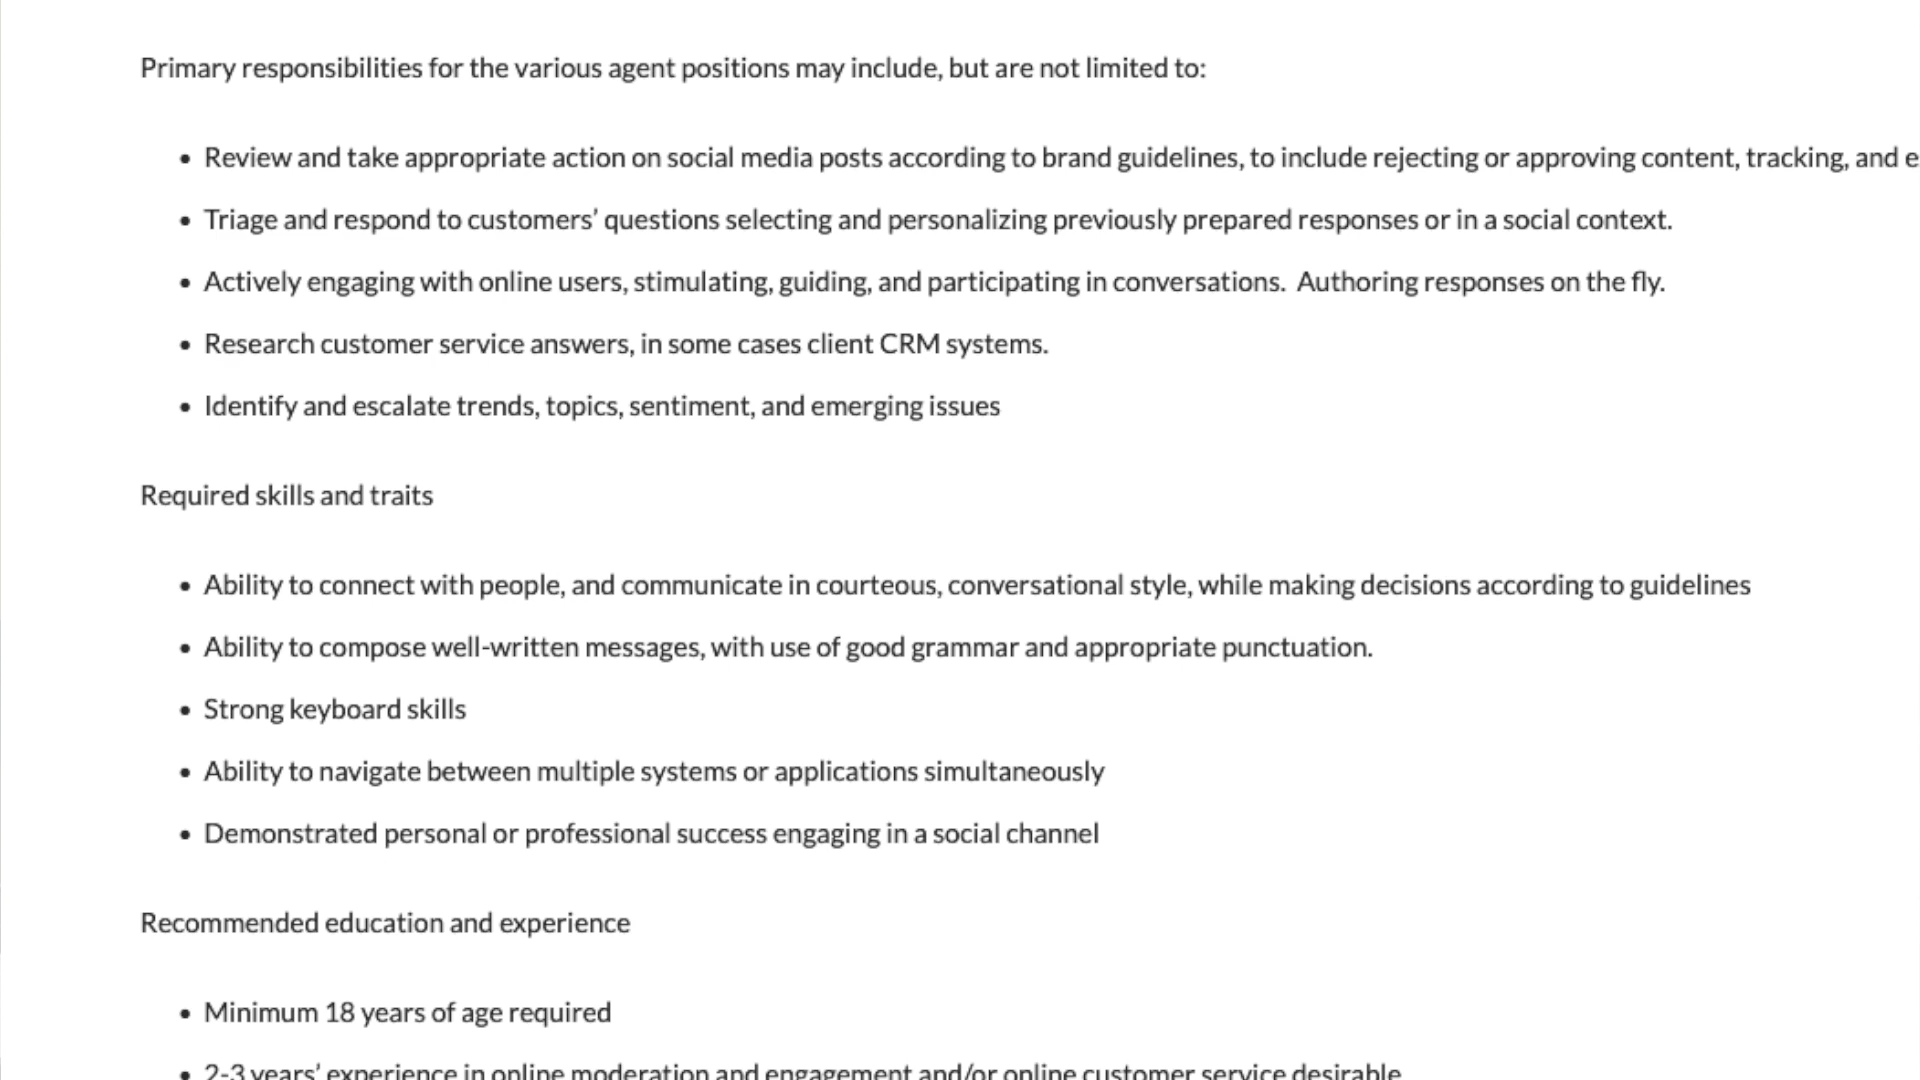 Primary responsibilities for the various agent positions may include, but are not limited to:
• Review and take appropriate action on social media posts according to brand guidelines, to include rejecting or approving content, tracking, and
• Triage and respond to customers’ questions selecting and personalizing previously prepared responses or in a social context.
• Actively engaging with online users, stimulating, guiding, and participating in conversations.  Authoring responses on the fly.
• Research customer service answers, in some cases client CRM systems.
• Identify and escalate trends, topics, sentiment, and emerging issues
Required skills and traits
• Ability to connect with people, and communicate in courteous, conversational style, while making decisions according to guidelines
• Ability to compose well-written messages, with use of good grammar and appropriate punctuation.
• Strong keyboard skills
• Ability to navigate between multiple systems or applications simultaneously
• Demonstrated personal or professional success engaging in a social channel
Recommended education and experience
• Minimum 18 years of age required
• 2-3 years’ experience in online moderation and engagement and/or online customer service desirable